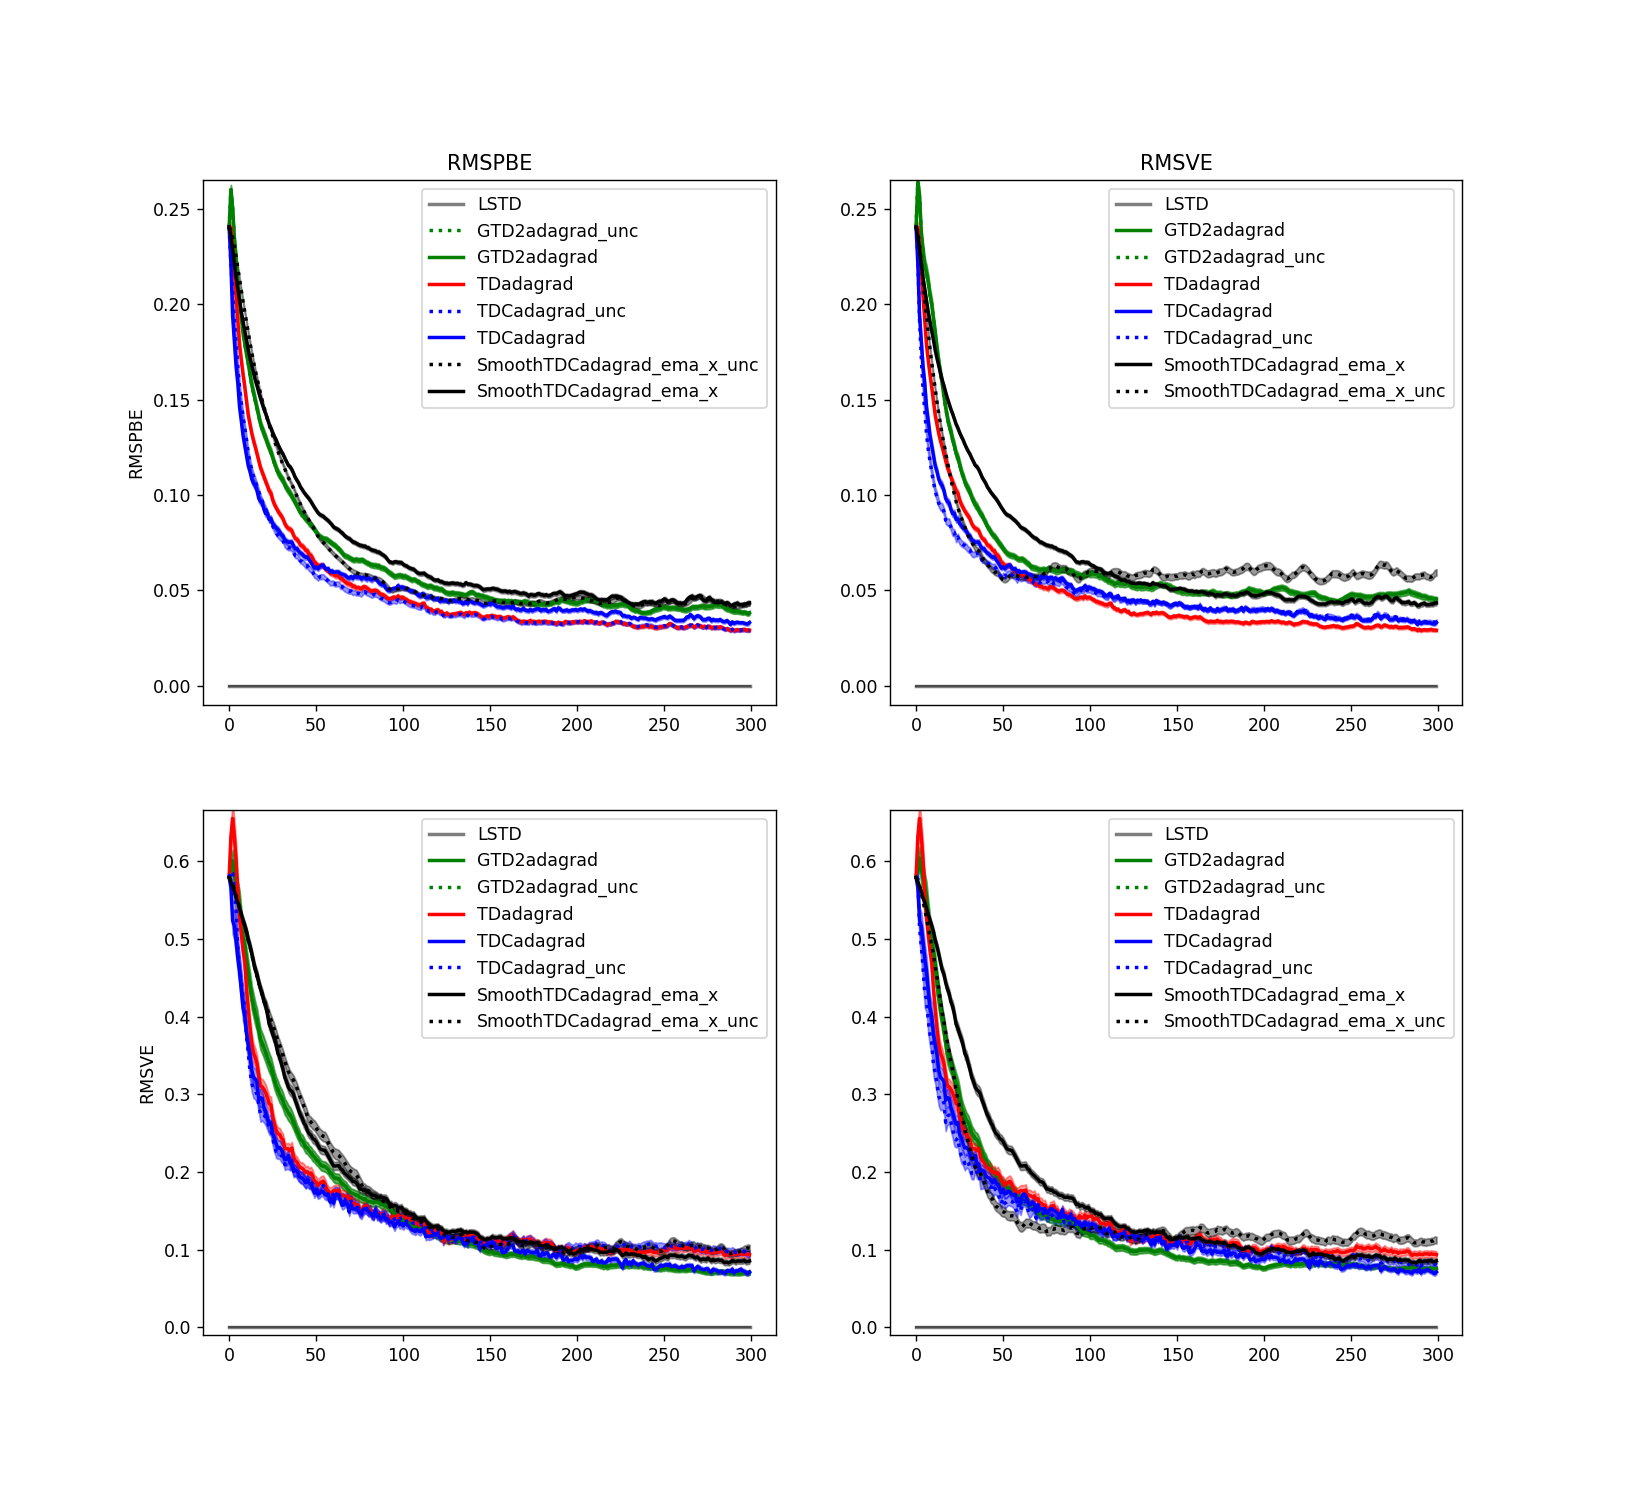 RMSPBE
RMSVE
RMSPBE
0.25
0.20
0.15
0.10
0.05
0.00
LSTD
GTD2adagrad_unc
GTD2adagrad
TDadagrad
TDCadagrad_unc
TDCadagrad
SmoothTDCadagrad_ema_x_unc
SmoothTDCadagrad_ema_x
0 50 100 150 200 250 300
0.25
0.20
0.15
0.10
0.05
0.00
LSTD
GTD2adagrad
GTD2adagrad_unc
TDadagrad
TDCadagrad
TDCadagrad_unc
SmoothTDCadagrad_ema_x
SmoothTDCadagrad_ema_x_unc
0 50 100 150 200 250 300
RMSVE
0.6
0.5
0.4
0.3
0.2
0.1
0.0
LSTD
GTD2adagrad
GTD2adagrad_unc
TDadagrad
TDCadagrad
TDCadagrad_unc
SmoothTDCadagrad_ema_x
SmoothTDCadagrad_ema_x_unc
0 50 100 150 200 250 300
0.6
0.5
0.4
0.3
0.2
0.1
0.0
LSTD
GTD2adagrad
GTD2adagrad_unc
TDadagrad
TDCadagrad
TDCadagrad_unc
SmoothTDCadagrad_ema_x
SmoothTDCadagrad_ema_x_unc
0 50 100 150 200 250 300